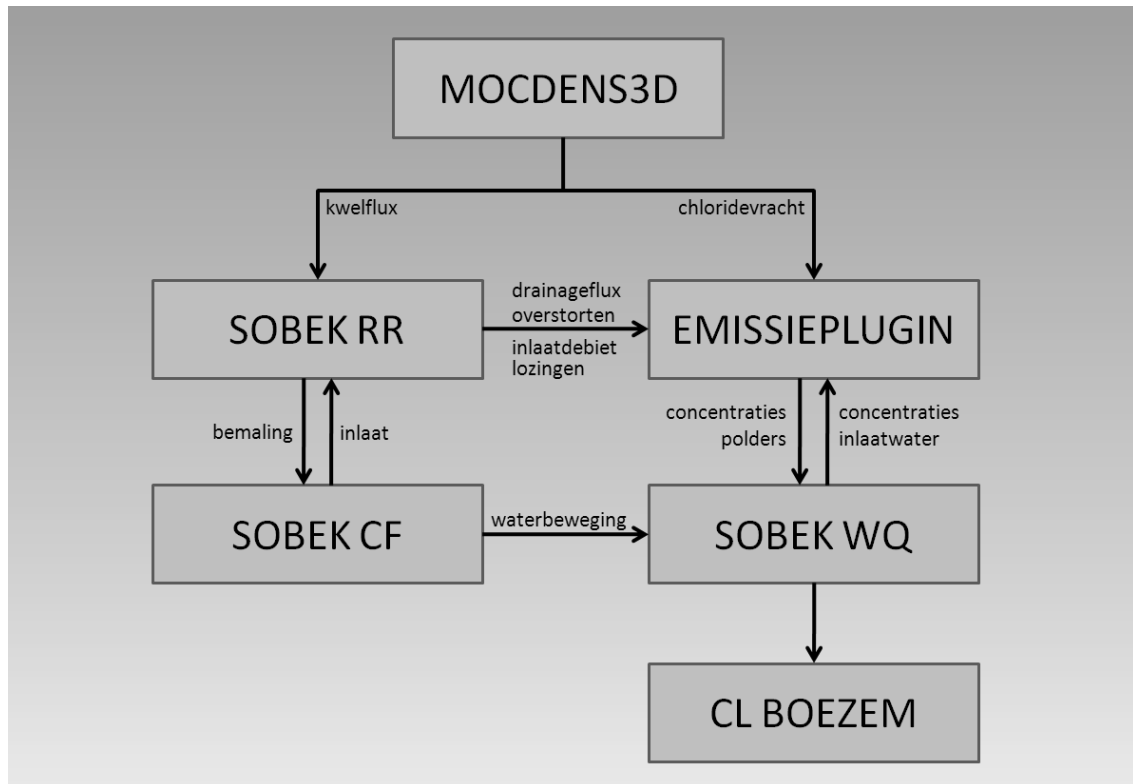 MOCDENS3D
kwelflux
chloridevracht
SOBEK RR
drainageflux
overstorten
inlaatdebiet
lozingen
EMISSIEPLUGIN
bemaling
inlaat
concentraties
polders
concentraties
inlaatwater
SOBEK CF
waterbeweging
SOBEK WQ
CL BOEZEM